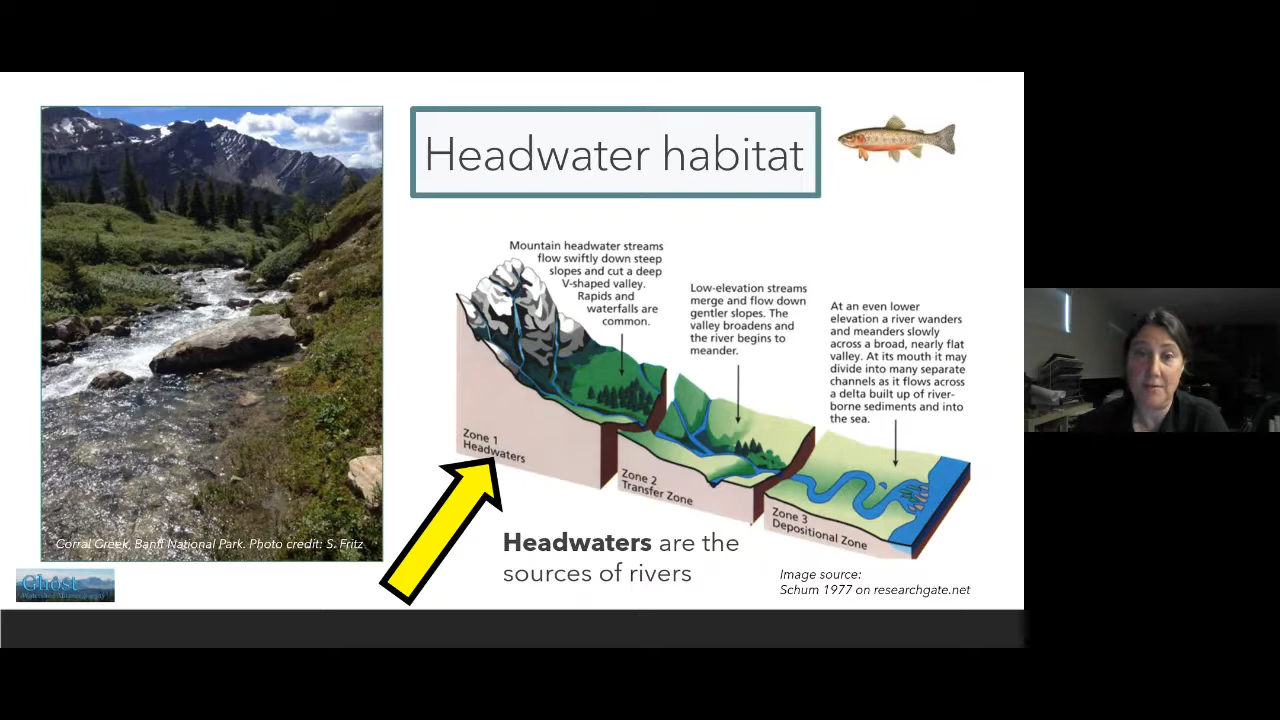 Headwater habitat
Mountain headwater streams
flow swiftly down steep
slopes and cut a deep
V-shaped valley.
Rapids and
waterfalls are
common.
Low-elevation streams
merge and flow down
gentler slopes. The
valley broadens and
the river begins to
meander.
At an even lower
elevation a river wanders
and meanders slowly
across a broad, nearly flat
valley. At its mouth it may
divide into many separate
channels as it flows across
a delta built up of river-
borne sediments and into
the sea.
Zone 1
Headwaters
Zone 2
Transfer Zone
Zone 3
Depositional Zone
Headwaters are the
sources of rivers
Image source:
Schum 1977 on researchgate.net
Corral Creek, Banff National Park. Photo credit: S. Fritz
Ghost